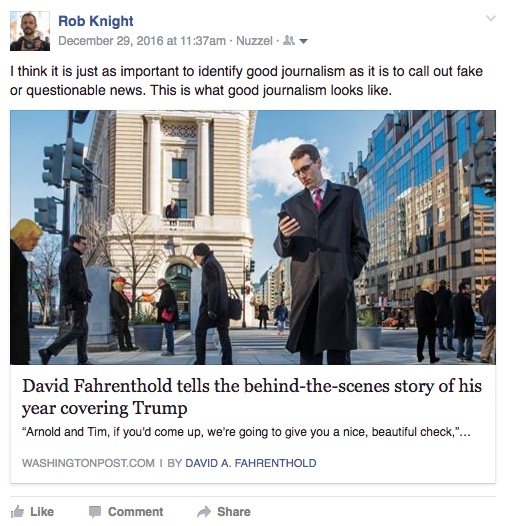 Rob Knight
December 29, 2016 at 11:37am · Nuzzel ·
I think it is just as important to identify good journalism as it is to call out fake
or questionable news. This is what good journalism looks like.
David Fahrenthold tells the behind-the-scenes story of his
year covering Trump
“Arnold and Tim, if you'd come up, we're going to give you a nice, beautiful check,”...
WASHINGTONPOST.COM | BY DAVID A. FAHRENTHOLD
Like Comment Share